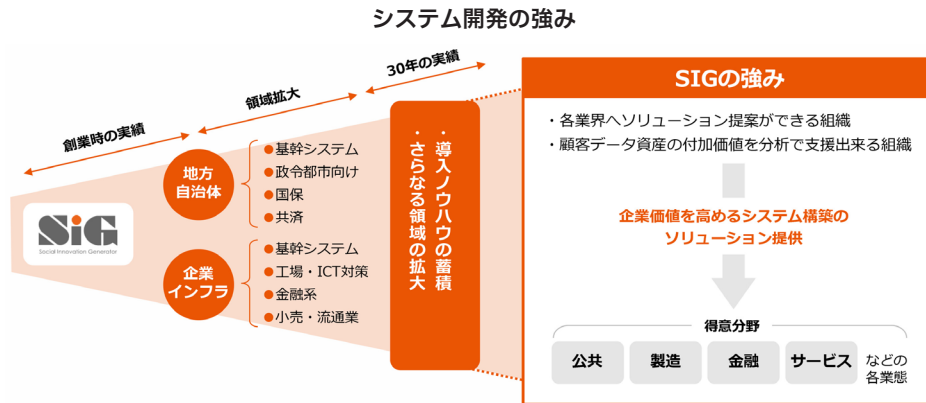 システム開発の強み
創業時の実績
領域拡大
30年の実績
SiG
Social Innovation Generator
地方
自治体
●基幹システム
●政令都市向け
●国保
●共済
企業
インフラ
●基幹システム
●工場・ICT対策
●金融系
●小売・流通業
・導入ノウハウの蓄積
・さらなる領域の拡大
SIGの強み
・各業界へソリューション提案ができる組織
・顧客データ資産の付加価値を分析で支援出来る組織
企業価値を高めるシステム構築の
ソリューション提供
得意分野
公共
製造
金融
サービス
などの
各業態